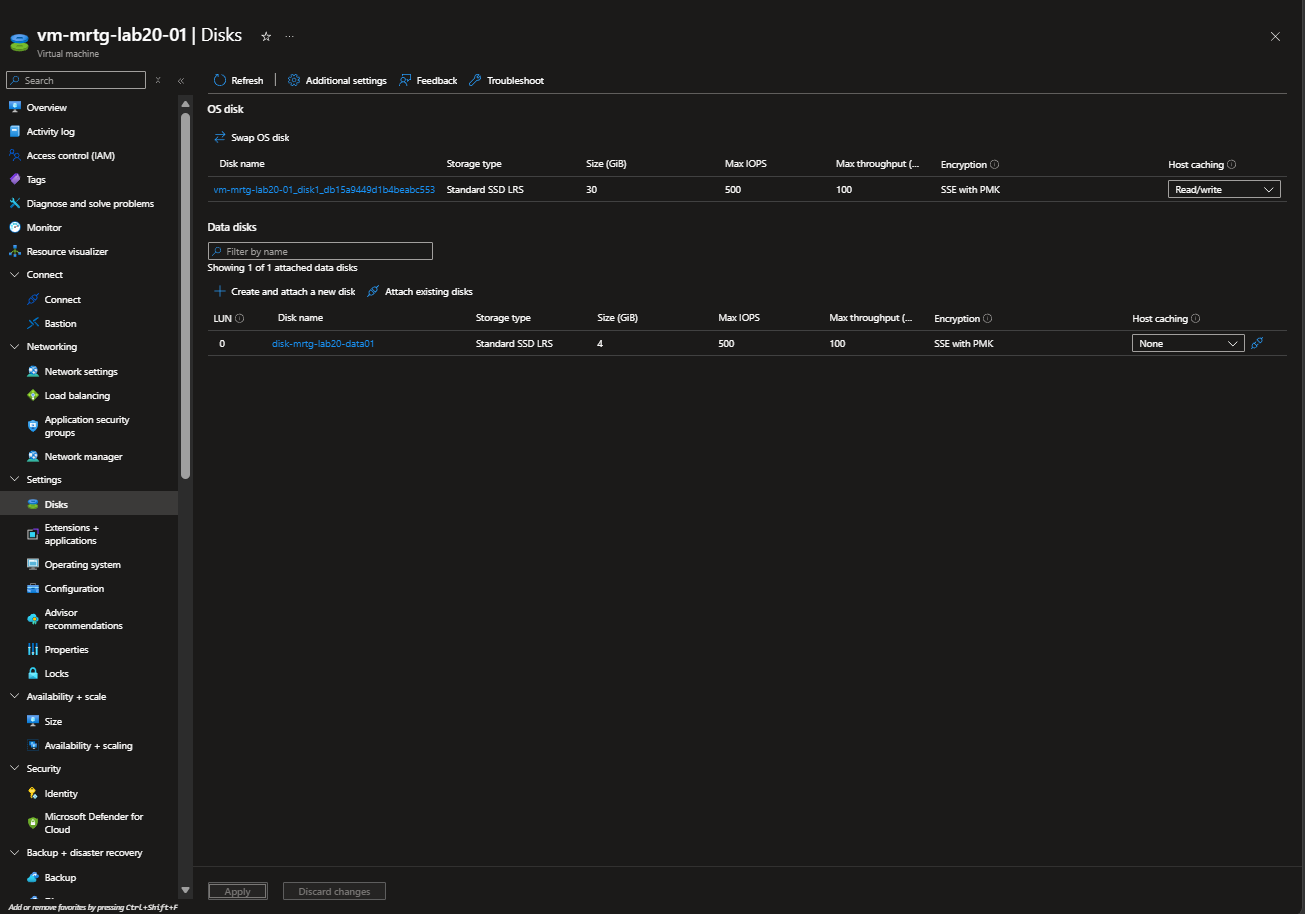 vm-mrtg-lab20-01 | Disks
Virtual machine
Search
Refresh
Additional settings
Feedback
Troubleshoot
Overview
Activity log
Access control (IAM)
Tags
Diagnose and solve problems
Monitor
Resource visualizer
Connect
Connect
Bastion
Networking
Network settings
Load balancing
Application security
groups
Network manager
Settings
Disks
Extensions +
applications
Operating system
Configuration
Advisor
recommendations
Properties
Locks
Availability + scale
Size
Availability + scaling
Security
Identity
Microsoft Defender for
Cloud
Backup + disaster recovery
Backup
Add or remove favorites by pressing Ctrl+Shift+F
OS disk
Swap OS disk
Disk name Storage type Size (GiB) Max IOPS Max throughput (... Encryption Host caching
vm-mrtg-lab20-01_disk1_db15a9449d1b4beabc553 Standard SSD LRS 30 500 100 SSE with PMK Read/write
Data disks
Filter by name
Showing 1 of 1 attached data disks
Create and attach a new disk Attach existing disks
LUN Disk name Storage type Size (GiB) Max IOPS Max throughput (... Encryption Host caching
0 disk-mrtg-lab20-data01 Standard SSD LRS 4 500 100 SSE with PMK None
Apply Discard changes